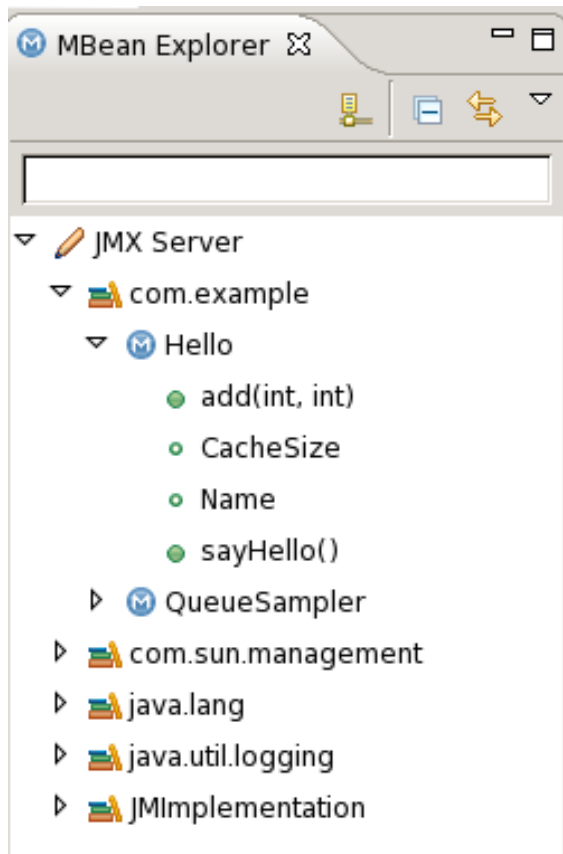 MBean Explorer
JMX Server
com.example
Hello
add(int, int)
CacheSize
Name
sayHello()
QueueSampler
com.sun.management
java.lang
java.util.logging
JMImplementation